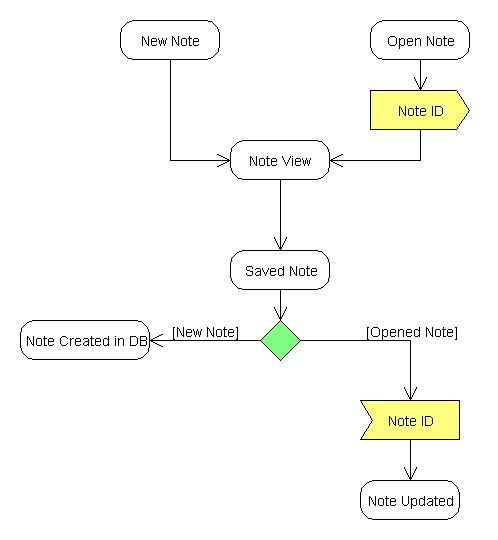 New Note
Open Note
Note ID
Note View
Saved Note
[New Note]
[Opened Note]
Note Created in DB
Note ID
Note Updated